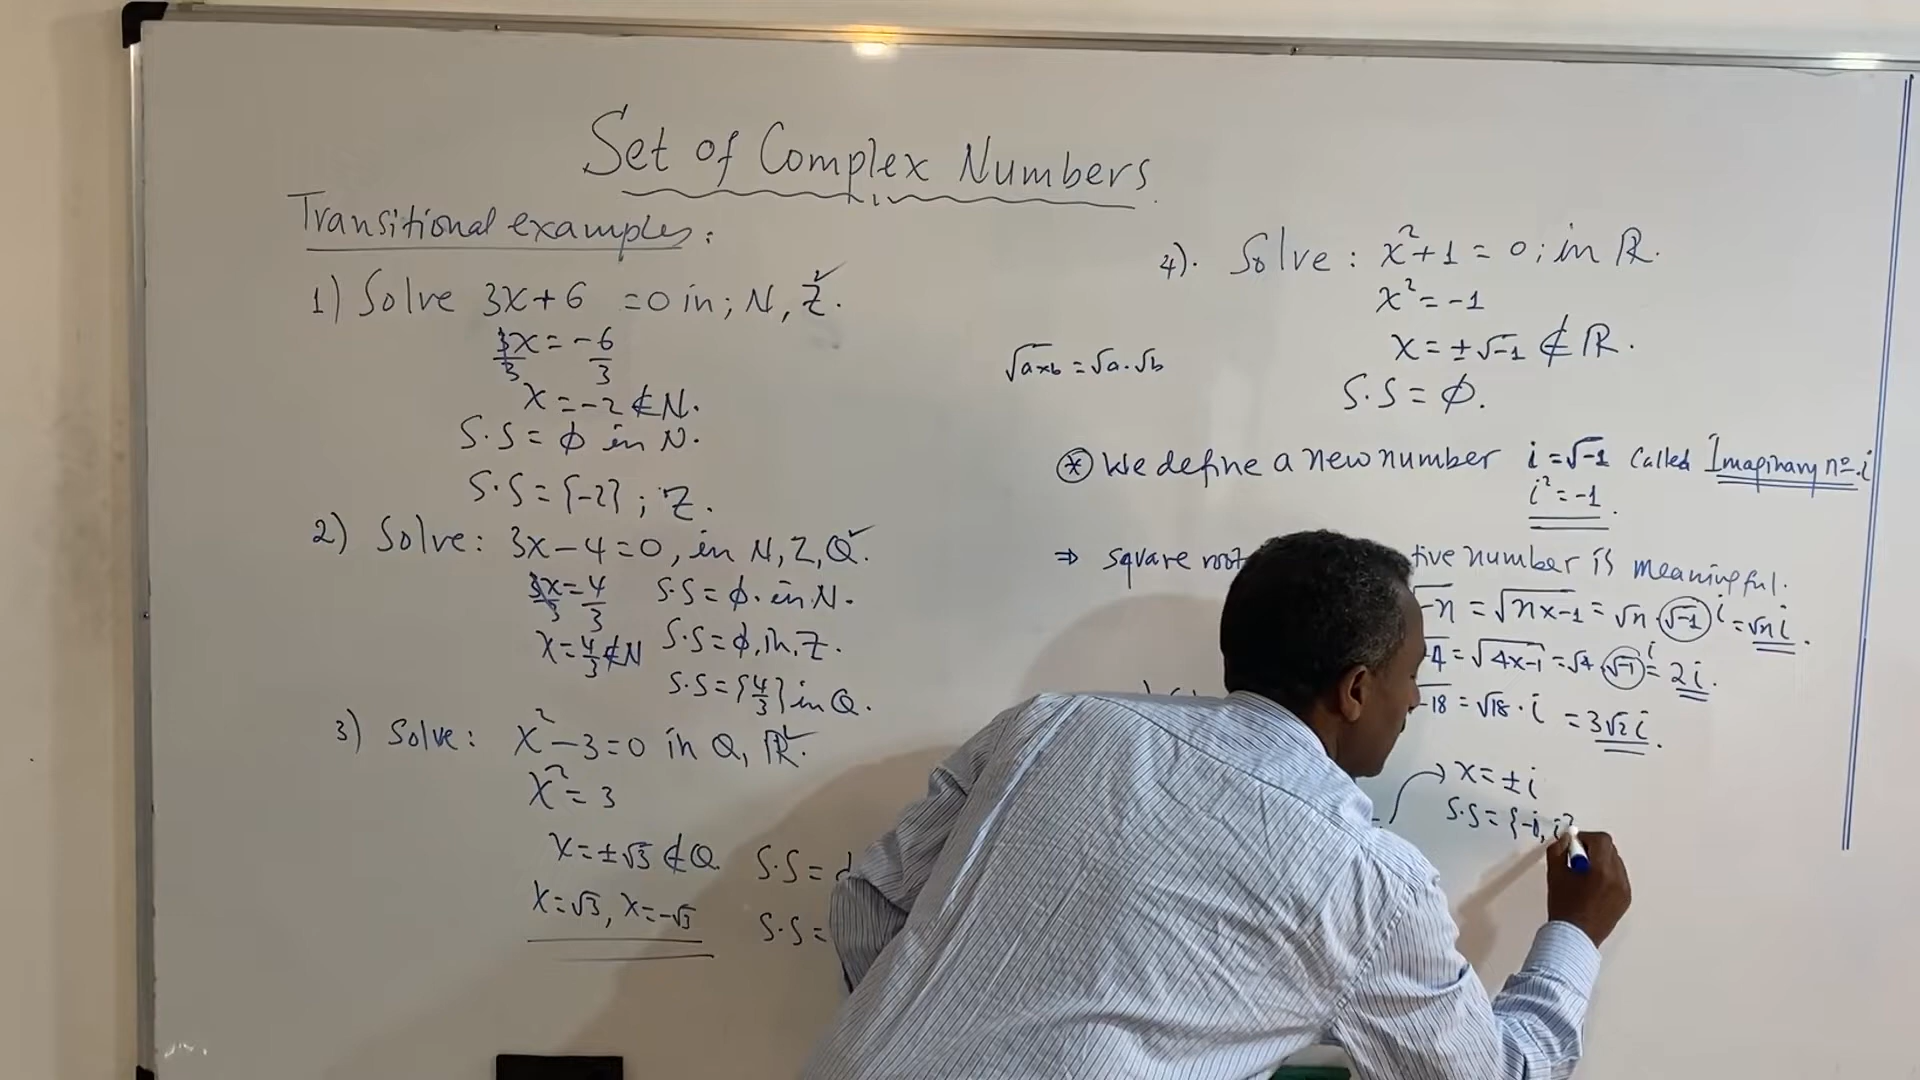 Set of Complex Numbers.
Transitional examples:
1) Solve 3x+6 =0 in; N, Z✓.
3x/3 = -6/3
x = -2 ∉ N.
S.S = ϕ in N.
S.S = {-2}; Z.
2) Solve: 3x-4=0, in N, Z, Q✓.
3x/3 = 4/3
S.S = ϕ. in N.
x = 4/3 ∉ N
S.S = ϕ, in, Z.
S.S = {4/3} in Q.
3) Solve: x²-3=0 in Q, R✓.
x² = 3
x = ±√3 ∉ Q
S.S =
x = √3, x = -√3
S.S =
4). Solve: x²+1=0; in R.
x² = -1
x = ±√-1 ∉ R.
√axb = √a.√b
S.S = ϕ.
* We define a new number i = √-1 called Imaginary nº. i
i² = -1.
⇒ square root tive number is meaningful.
-n = √nx-1 = √n.√-1 i = √n i.
-4 = √4x-1 = √4 √-1 i = 2i.
-18 = √18 . i = 3√2 i.
→ x = ±i
S.S = {-i, i}